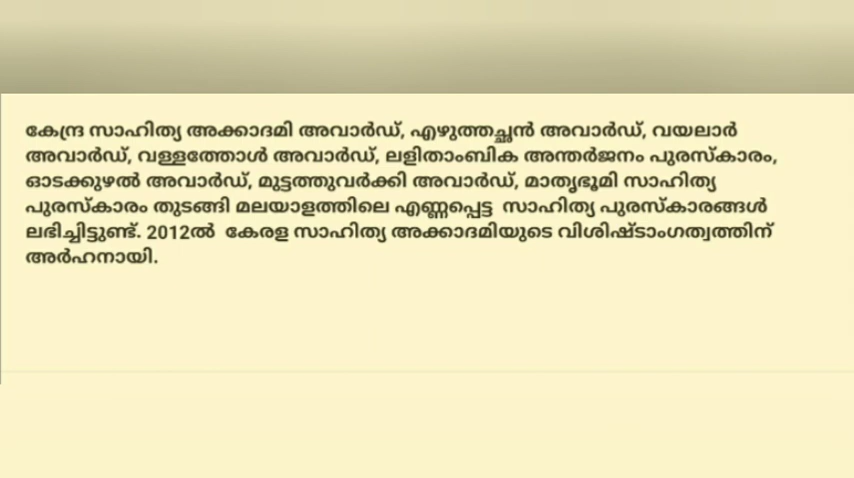 കേന്ദ്ര സാഹിത്യ അക്കാദമി അവാർഡ്, എഴുത്തച്ഛൻ അവാർഡ്, വയലാർ
അവാർഡ്, വള്ളത്തോൾ അവാർഡ്, ലളിതാംബിക അന്തർജനം പുരസ്കാരം,
ഓടക്കുഴൽ അവാർഡ്, മുട്ടത്തുവർക്കി അവാർഡ്, മാതൃഭൂമി സാഹിത്യ
പുരസ്കാരം തുടങ്ങി മലയാളത്തിലെ എണ്ണപ്പെട്ട സാഹിത്യ പുരസ്കാരങ്ങൾ
ലഭിച്ചിട്ടുണ്ട്. 2012ൽ കേരള സാഹിത്യ അക്കാദമിയുടെ വിശിഷ്ടാംഗത്വത്തിന്
അർഹനായി.